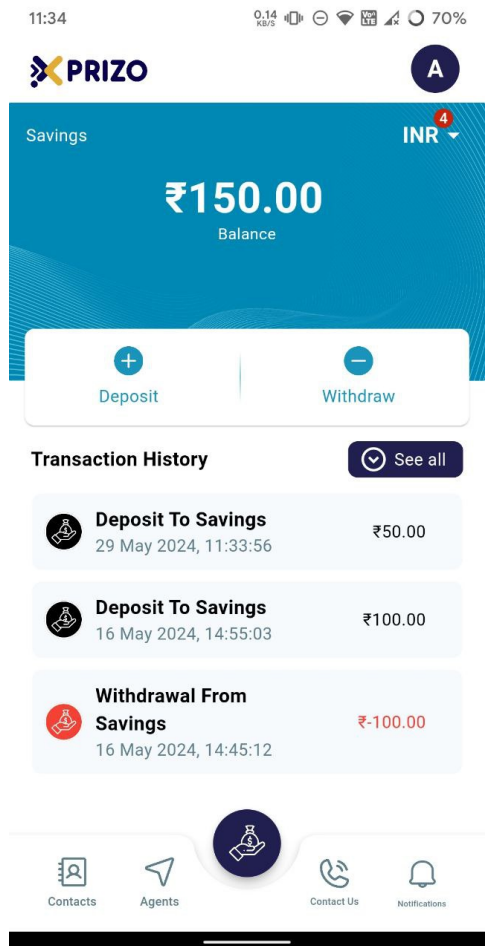 11:34 0.14 KB/S Vo LTE 70%
PRIZO A
Savings INR 4
₹150.00
Balance
Deposit Withdraw
Transaction History See all
Deposit To Savings
29 May 2024, 11:33:56 ₹50.00
Deposit To Savings
16 May 2024, 14:55:03 ₹100.00
Withdrawal From
Savings ₹-100.00
16 May 2024, 14:45:12
Contacts Agents Contact Us Notifications